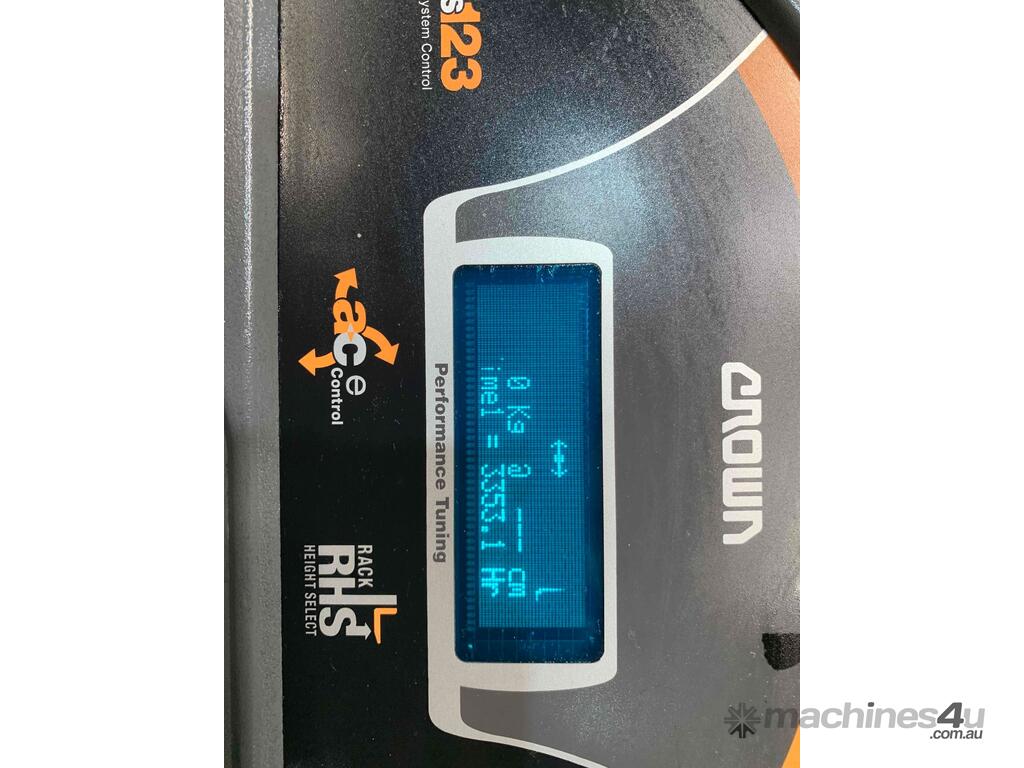 CROWN
0 Kg @ --- cm
imel = 3353.1 Hr
Performance Tuning
s123
ystem Control
ace
Control
RACK
RHS
HEIGHT SELECT
machines4u
.com.au